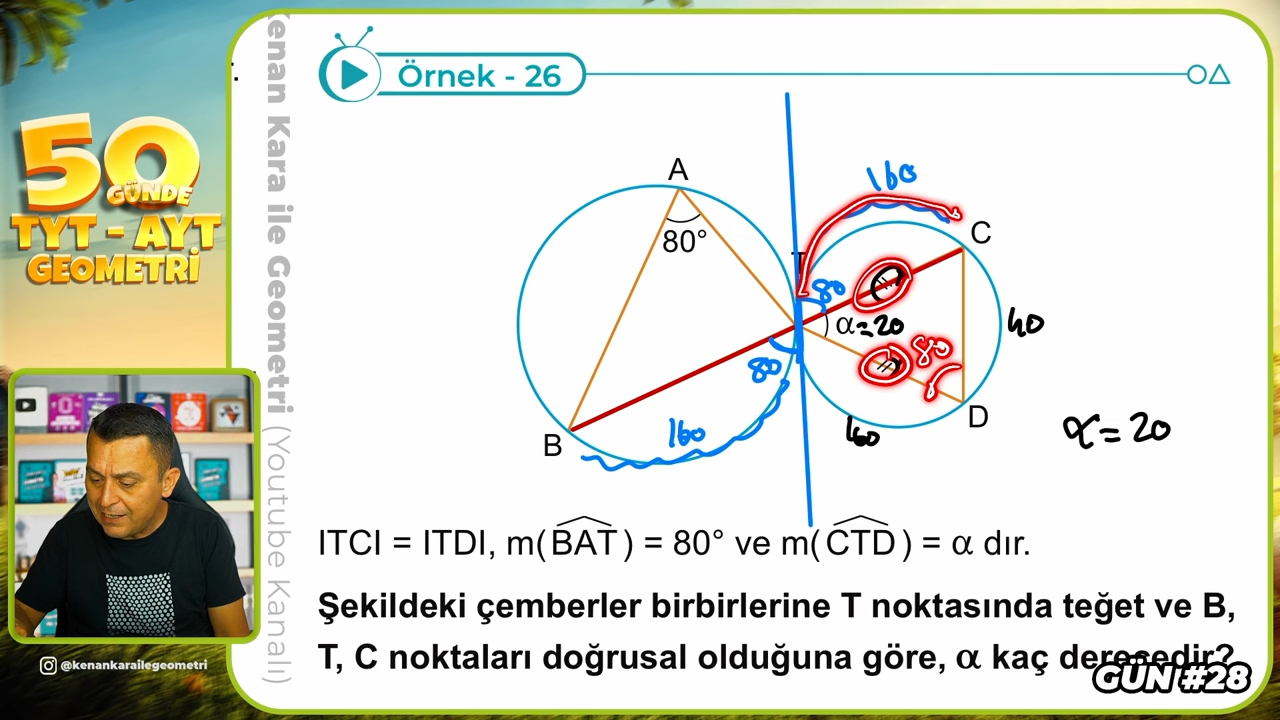 Örnek - 26
50
GÜNDE
TYT - AYT
GEOMETRİ
Kenan Kara ile Geometri (Youtube Kanalı)
A
80°
160
C
T
80
α=20
40
80
80
B
160
160
D
α=20
ITCI = ITDI, m(BAT) = 80° ve m(CTD) = α dır.
Şekildeki çemberler birbirlerine T noktasında teğet ve B,
T, C noktaları doğrusal olduğuna göre, α kaç derecedir?
GÜN #28
@kenankarailegeometri